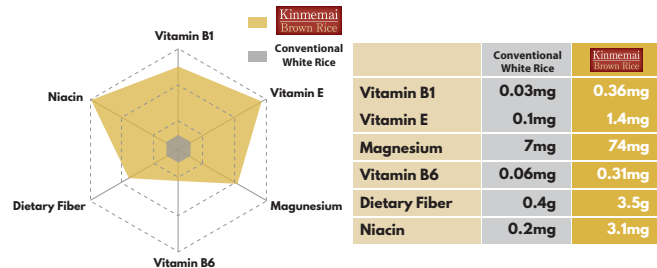 Kinmemai
Brown Rice
Conventional
White Rice
Vitamin B1
Vitamin E
Magunesium
Vitamin B6
Dietary Fiber
Niacin
Conventional
White Rice
Kinmemai
Brown Rice
Vitamin B1 0.03mg 0.36mg
Vitamin E 0.1mg 1.4mg
Magnesium 7mg 74mg
Vitamin B6 0.06mg 0.31mg
Dietary Fiber 0.4g 3.5g
Niacin 0.2mg 3.1mg